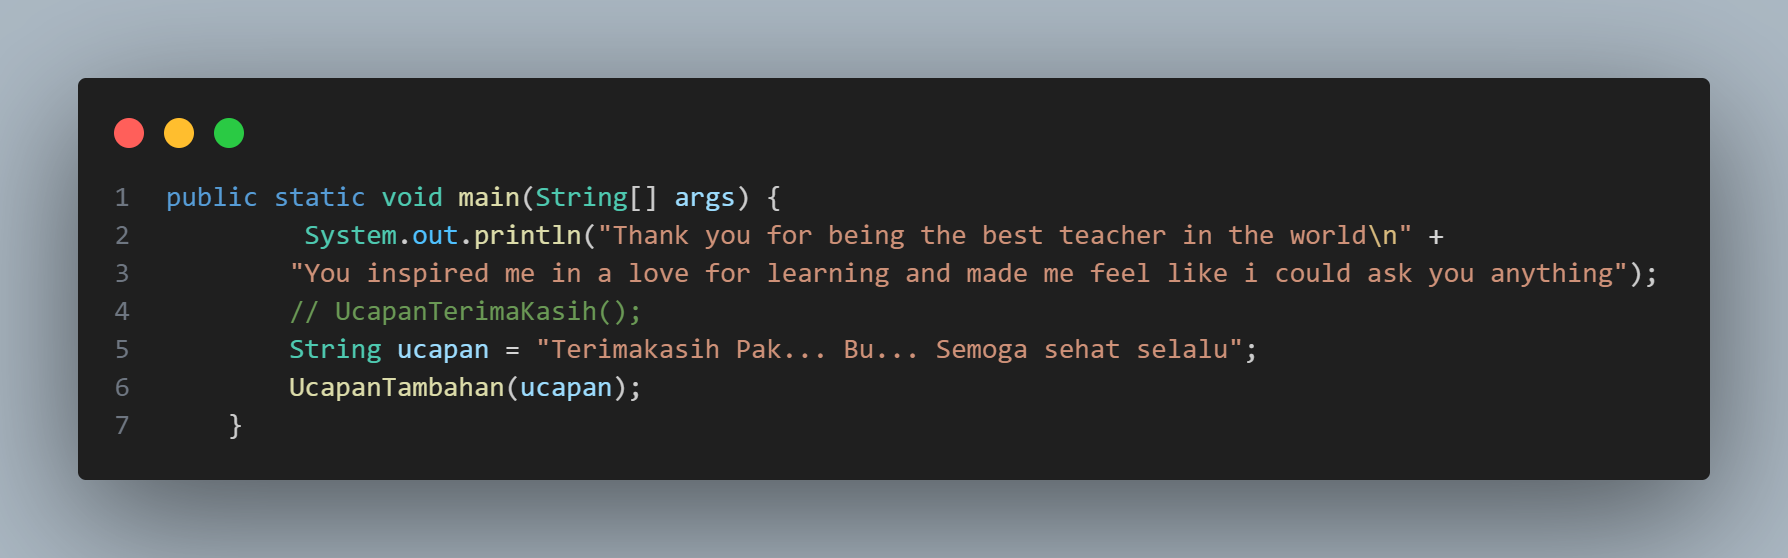 1 public static void main(String[] args) {
2 System.out.println("Thank you for being the best teacher in the world\n" +
3 "You inspired me in a love for learning and made me feel like i could ask you anything");
4 // UcapanTerimaKasih();
5 String ucapan = "Terimakasih Pak... Bu... Semoga sehat selalu";
6 UcapanTambahan(ucapan);
7 }